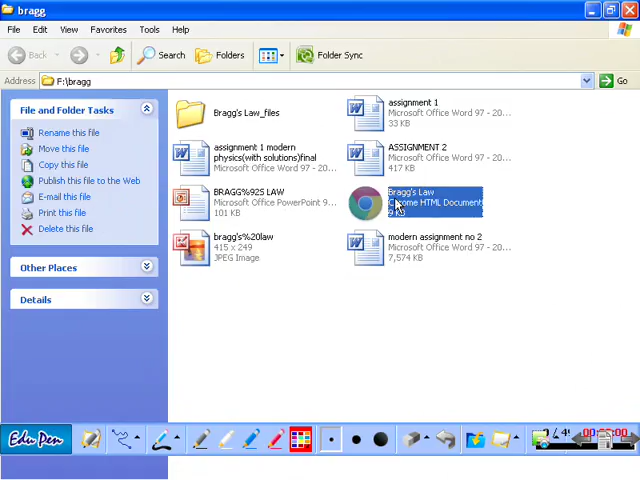 bragg
File Edit View Favorites Tools Help
Back Search Folders Folder Sync
Address F:\bragg Go
File and Folder Tasks
Rename this file
Move this file
Copy this file
Publish this file to the Web
E-mail this file
Print this file
Delete this file
Other Places
Details
Bragg's Law_files
assignment 1
Microsoft Office Word 97 - 20...
33 KB
assignment 1 modern
physics(with solutions)final
Microsoft Office Word 97 - 20...
ASSIGNMENT 2
Microsoft Office Word 97 - 20...
417 KB
BRAGG%92S LAW
Microsoft Office PowerPoint 9...
101 KB
Bragg's Law
Chrome HTML Document
9 KB
bragg's%20law
415 x 249
JPEG Image
modern assignment no 2
Microsoft Office Word 97 - 20...
7,574 KB
Edu Pen